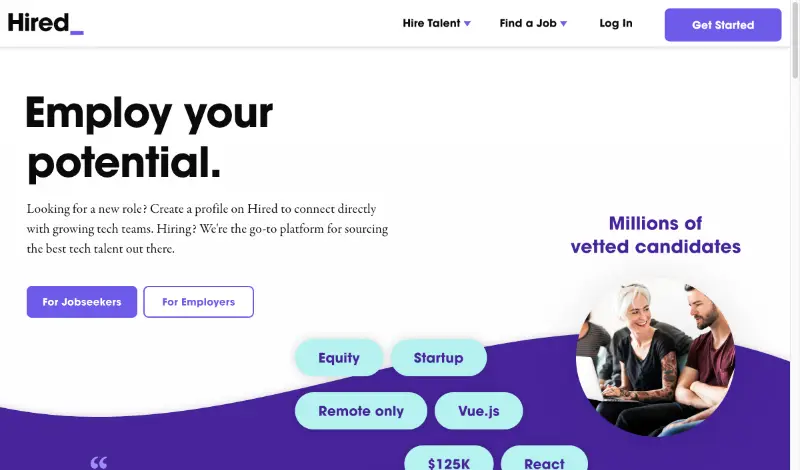 Hired_
Hire Talent
Find a Job
Log In
Get Started
Employ your
potential.
Looking for a new role? Create a profile on Hired to connect directly
with growing tech teams. Hiring? We're the go-to platform for sourcing
the best tech talent out there.
For Jobseekers
For Employers
Millions of
vetted candidates
Equity
Startup
Remote only
Vue.js
$125K
React
“